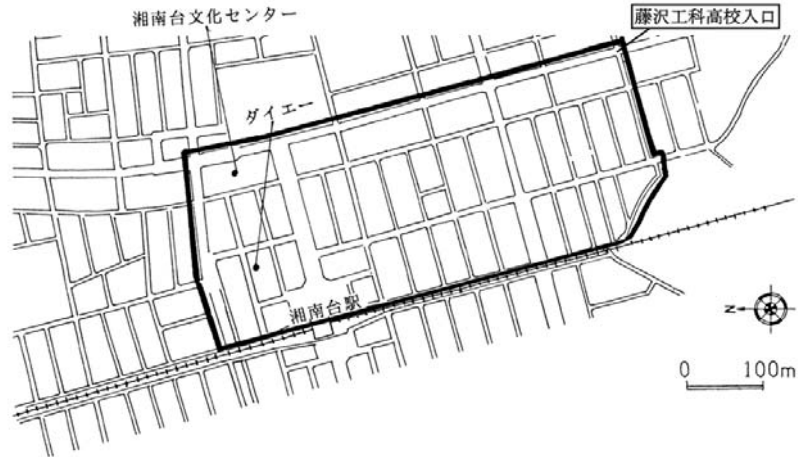 湘南台文化センター
藤沢工科高校入口
ダイエー
湘南台駅
N
0 100m